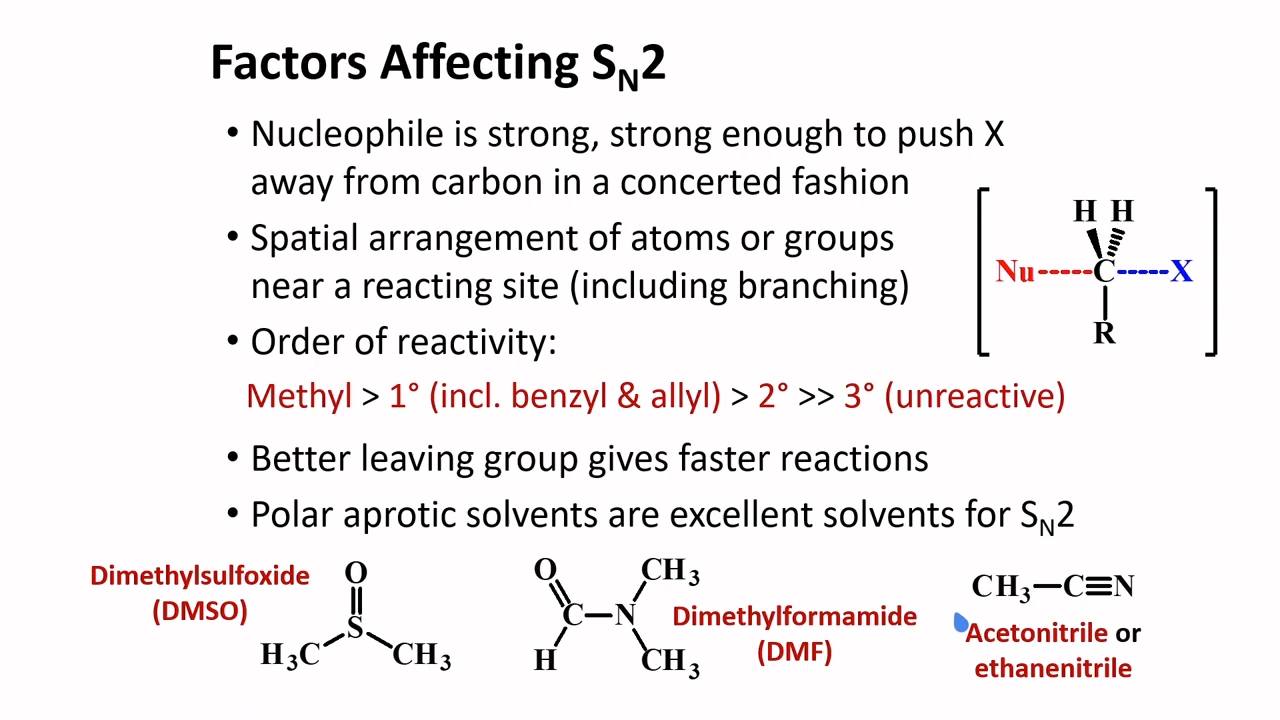 Factors Affecting S_N2
• Nucleophile is strong, strong enough to push X
away from carbon in a concerted fashion
• Spatial arrangement of atoms or groups
near a reacting site (including branching)
H H
Nu C X
R
• Order of reactivity:
Methyl > 1° (incl. benzyl & allyl) > 2° >> 3° (unreactive)
• Better leaving group gives faster reactions
• Polar aprotic solvents are excellent solvents for S_N2
Dimethylsulfoxide
(DMSO)
O
S
H₃C CH₃
O CH₃
C N
H CH₃
Dimethylformamide
(DMF)
CH₃—C≡N
Acetonitrile or
ethanenitrile